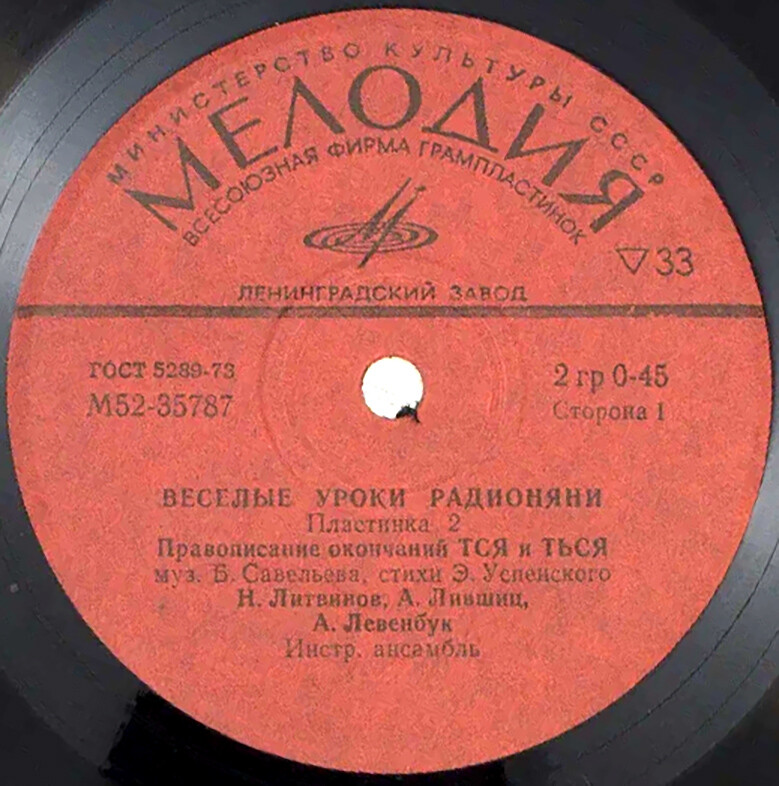 МИНИСТЕРСТВО КУЛЬТУРЫ СССР
МЕЛОДИЯ
ВСЕСОЮЗНАЯ ФИРМА ГРАМПЛАСТИНОК
▽33
ЛЕНИНГРАДСКИЙ ЗАВОД
ГОСТ 5289-73
2 гр 0-45
М52-35787
Сторона I
ВЕСЕЛЫЕ УРОКИ РАДИОНЯНИ
Пластинка 2
Правописание окончаний ТСЯ и ТЬСЯ
муз. Б. Савельева, стихи Э. Успенского
Н. Литвинов, А. Лившиц,
А. Левенбук
Инстр. ансамбль